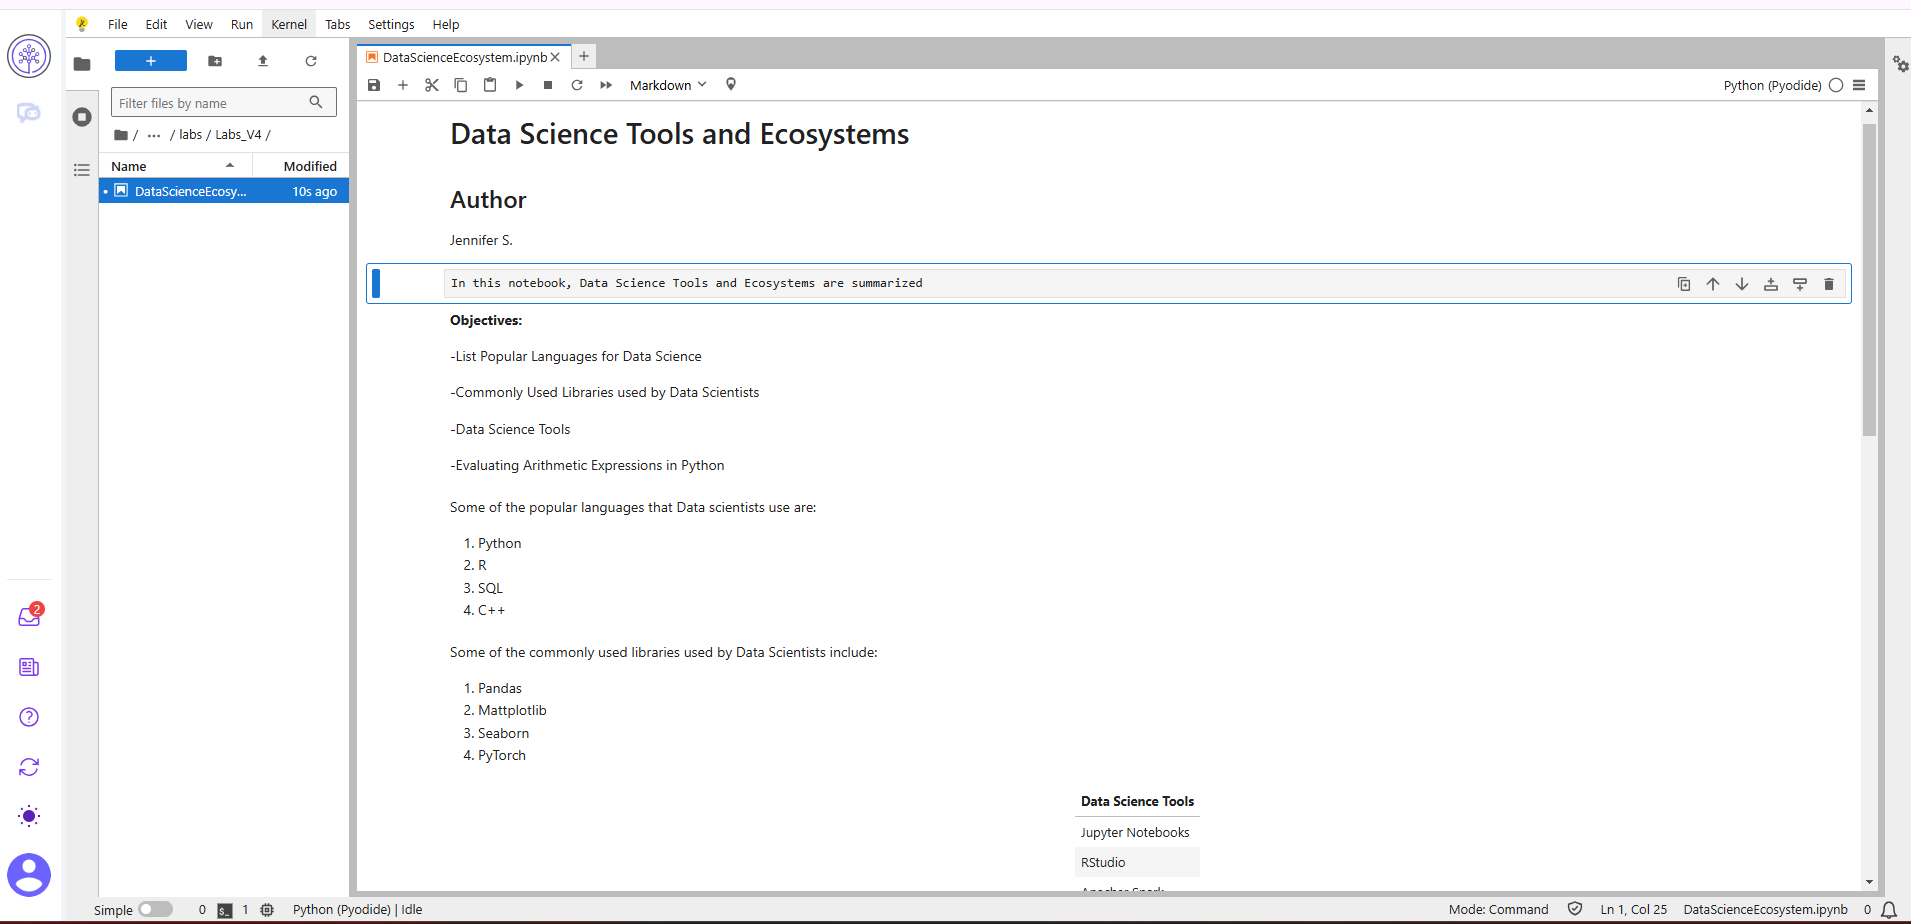 File Edit View Run Kernel Tabs Settings Help
DataScienceEcosystem.ipynb
Filter files by name
Markdown
Python (Pyodide)
/ ··· / labs / Labs_V4 /
Name Modified
DataScienceEcosy... 10s ago
Data Science Tools and Ecosystems
Author
Jennifer S.
In this notebook, Data Science Tools and Ecosystems are summarized
Objectives:
-List Popular Languages for Data Science
-Commonly Used Libraries used by Data Scientists
-Data Science Tools
-Evaluating Arithmetic Expressions in Python
Some of the popular languages that Data scientists use are:
1. Python
2. R
3. SQL
4. C++
Some of the commonly used libraries used by Data Scientists include:
1. Pandas
2. Mattplotlib
3. Seaborn
4. PyTorch
Data Science Tools
Jupyter Notebooks
RStudio
2
Simple 0 $_ 1 Python (Pyodide) | Idle Mode: Command Ln 1, Col 25 DataScienceEcosystem.ipynb 0